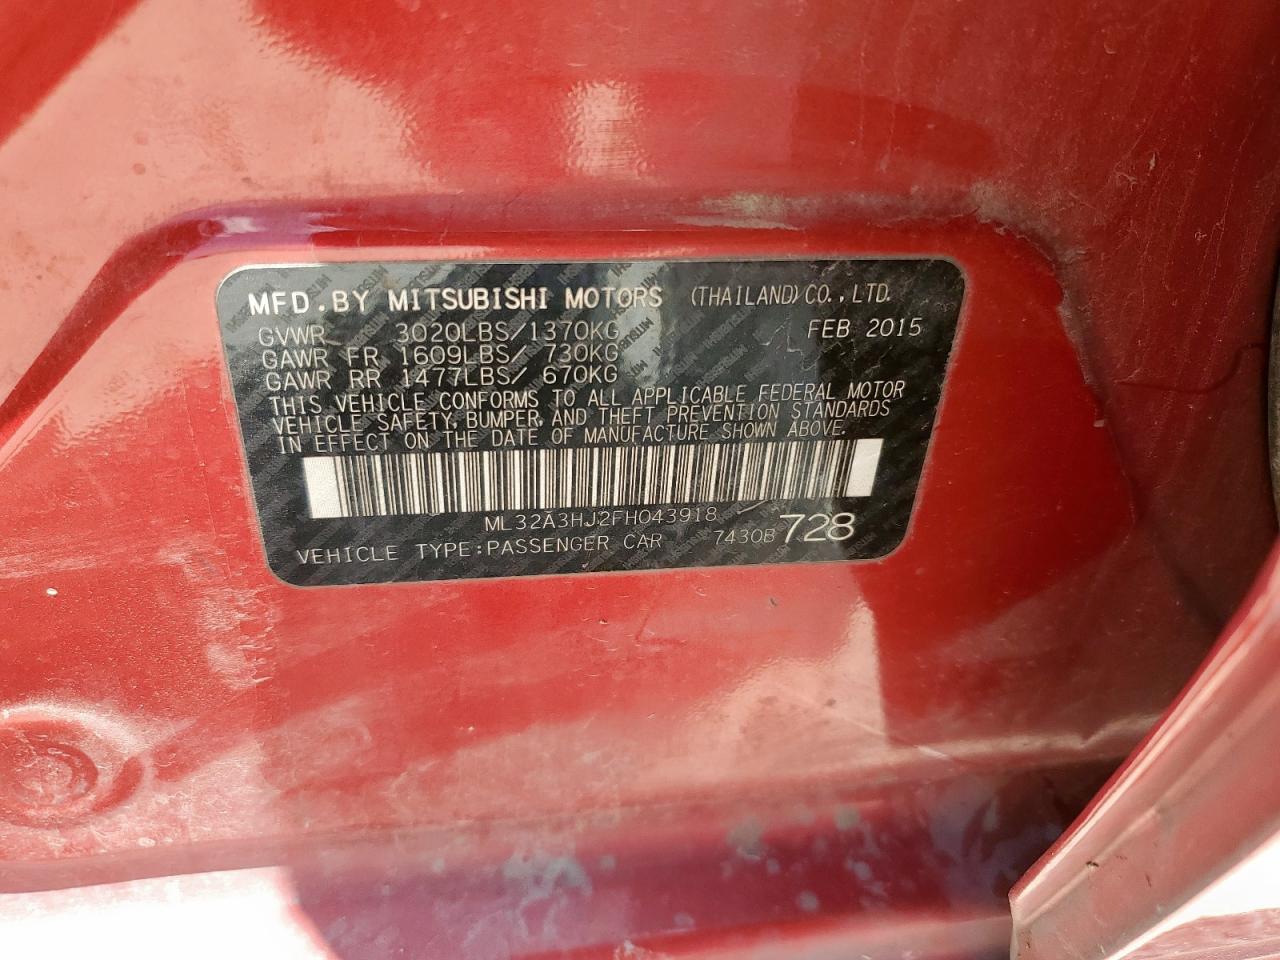 MFD.BY MITSUBISHI MOTORS (THAILAND)CO.,LTD.
GVWR 3020LBS/1370KG FEB 2015
GAWR FR 1609LBS/ 730KG
GAWR RR 1477LBS/ 670KG
THIS VEHICLE CONFORMS TO ALL APPLICABLE FEDERAL MOTOR
VEHICLE SAFETY, BUMPER, AND THEFT PREVENTION STANDARDS
IN EFFECT ON THE DATE OF MANUFACTURE SHOWN ABOVE.
ML32A3HJ2FH043918
VEHICLE TYPE:PASSENGER CAR 7430B 728